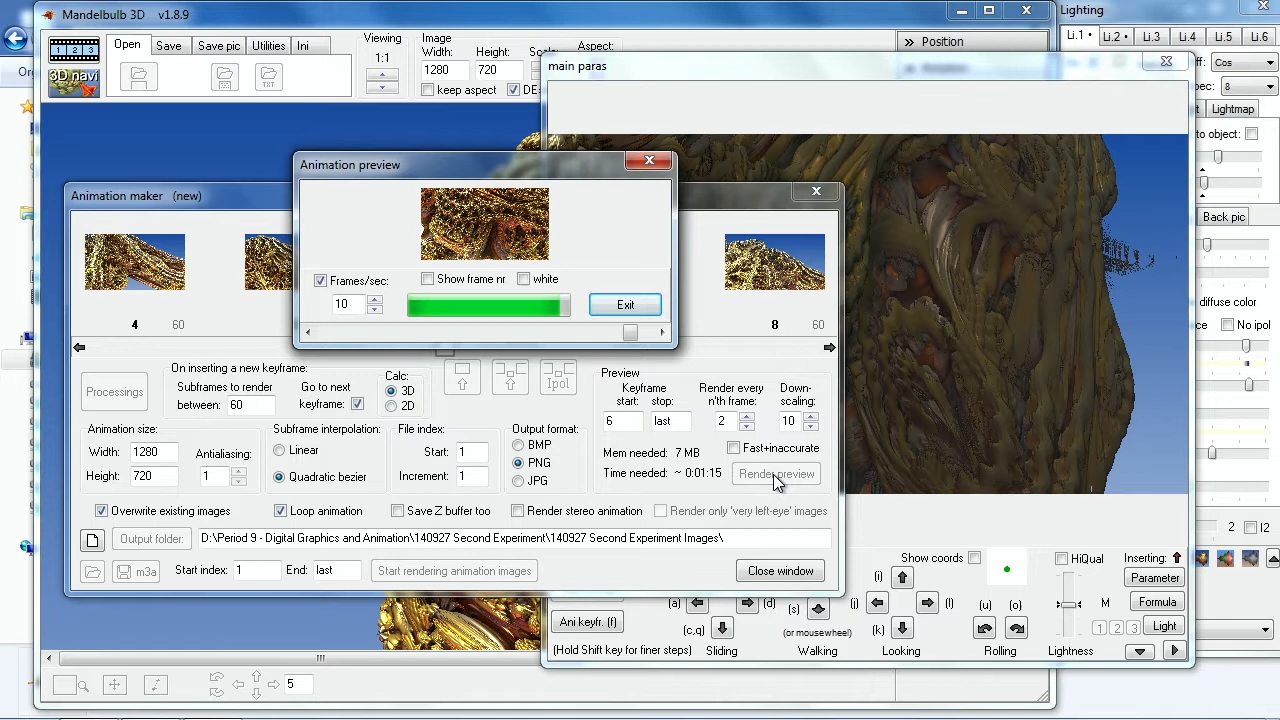 Mandelbulb 3D v1.8.9
Lighting
Open Save Save pic Utilities Ini
Viewing
1:1
Image
Width: Height: Aspect:
1280 720
keep aspect
Position
3D navi
main paras
Li.1 Li.2 Li.3 Li.4 Li.5 Li.6
Cos
8
Lightmap
to object:
Back pic
diffuse color
No ipol
2 I2
Animation preview
Frames/sec:
10
Show frame nr white
Exit
Animation maker (new)
4 60
8 60
Processings
On inserting a new keyframe:
Subframes to render
between: 60
Go to next
keyframe:
Calc:
3D
2D
Ipol
Preview
Keyframe
start: stop:
6 last
Render every
n'th frame:
2
Down-
scaling:
10
Fast+inaccurate
Mem needed: 7 MB
Time needed: ~ 0:01:15
Render preview
Animation size:
Width: 1280
Height: 720
Antialiasing:
1
Subframe interpolation:
Linear
Quadratic bezier
File index:
Start: 1
Increment: 1
Output format:
BMP
PNG
JPG
Overwrite existing images
Loop animation
Save Z buffer too
Render stereo animation
Render only 'very left-eye' images
Output folder:
D:\Period 9 - Digital Graphics and Animation\140927 Second Experiment\140927 Second Experiment Images\
m3a
Start index: 1 End: last
Start rendering animation images
Close window
Show coords
HiQual
Inserting:
Parameter
Formula
Light
Ani keyfr. (f)
(a) (d) (s) (i) (j) (l) (u) (o) M
(c,q) (or mousewheel) (k) 1 2 3
(Hold Shift key for finer steps) Sliding Walking Looking Rolling Lightness
5